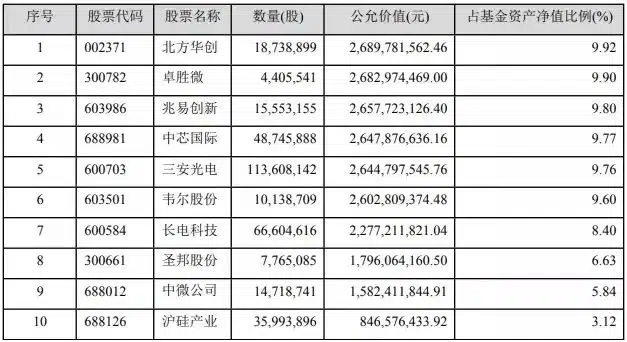 序号 股票代码 股票名称 数量(股) 公允价值(元) 占基金资产净值比例(%)
1 002371 北方华创 18,738,899 2,689,781,562.46 9.92
2 300782 卓胜微 4,405,541 2,682,974,469.00 9.90
3 603986 兆易创新 15,553,155 2,657,723,126.40 9.80
4 688981 中芯国际 48,745,888 2,647,876,636.16 9.77
5 600703 三安光电 113,608,142 2,644,797,545.76 9.76
6 603501 韦尔股份 10,138,709 2,602,809,374.48 9.60
7 600584 长电科技 66,604,616 2,277,211,821.04 8.40
8 300661 圣邦股份 7,765,085 1,796,064,160.50 6.63
9 688012 中微公司 14,718,741 1,582,411,844.91 5.84
10 688126 沪硅产业 35,993,896 846,576,433.92 3.12